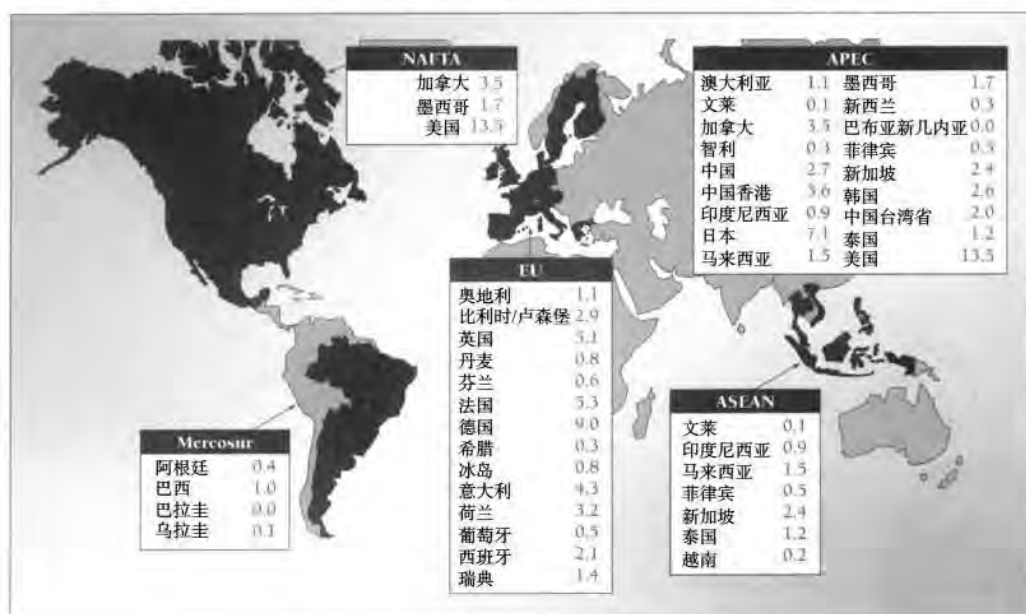 NAFTA
加拿大 3.5
墨西哥 1.7
美国 13.5
APEC
澳大利亚 1.1 墨西哥 1.7
文莱 0.1 新西兰 0.3
加拿大 3.5 巴布亚新几内亚 0.0
智利 菲律宾
中国 2.7 新加坡 2.4
中国香港 3.6 韩国 2.6
印度尼西亚 0.9 中国台湾省 2.0
日本 7.1 泰国 1.2
马来西亚 1.5 美国 13.5
EU
奥地利 1.1
比利时/卢森堡 2.9
英国 5.1
丹麦 0.8
芬兰 0.6
法国 5.3
德国 9.0
希腊 0.3
冰岛 0.8
意大利 4.3
荷兰 3.2
葡萄牙 0.5
西班牙 2.1
瑞典 1.4
Mercosur
阿根廷 0.4
巴西 1.0
巴拉圭 0.0
乌拉圭 0.1
ASEAN
文莱 0.1
印度尼西亚 0.9
马来西亚 1.5
菲律宾 0.5
新加坡 2.4
泰国 1.2
越南 0.2